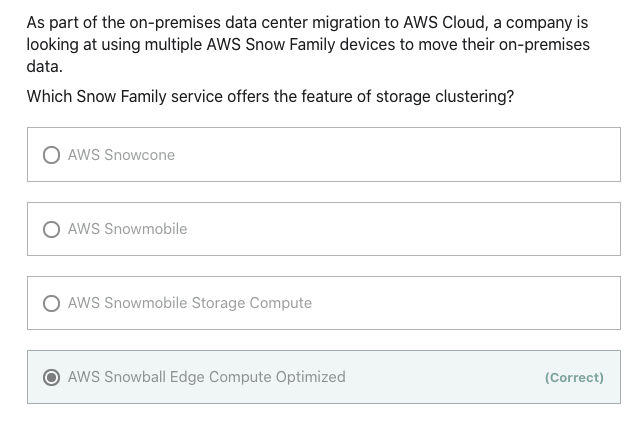 As part of the on-premises data center migration to AWS Cloud, a company is
looking at using multiple AWS Snow Family devices to move their on-premises
data.
Which Snow Family service offers the feature of storage clustering?
AWS Snowcone
AWS Snowmobile
AWS Snowmobile Storage Compute
AWS Snowball Edge Compute Optimized (Correct)